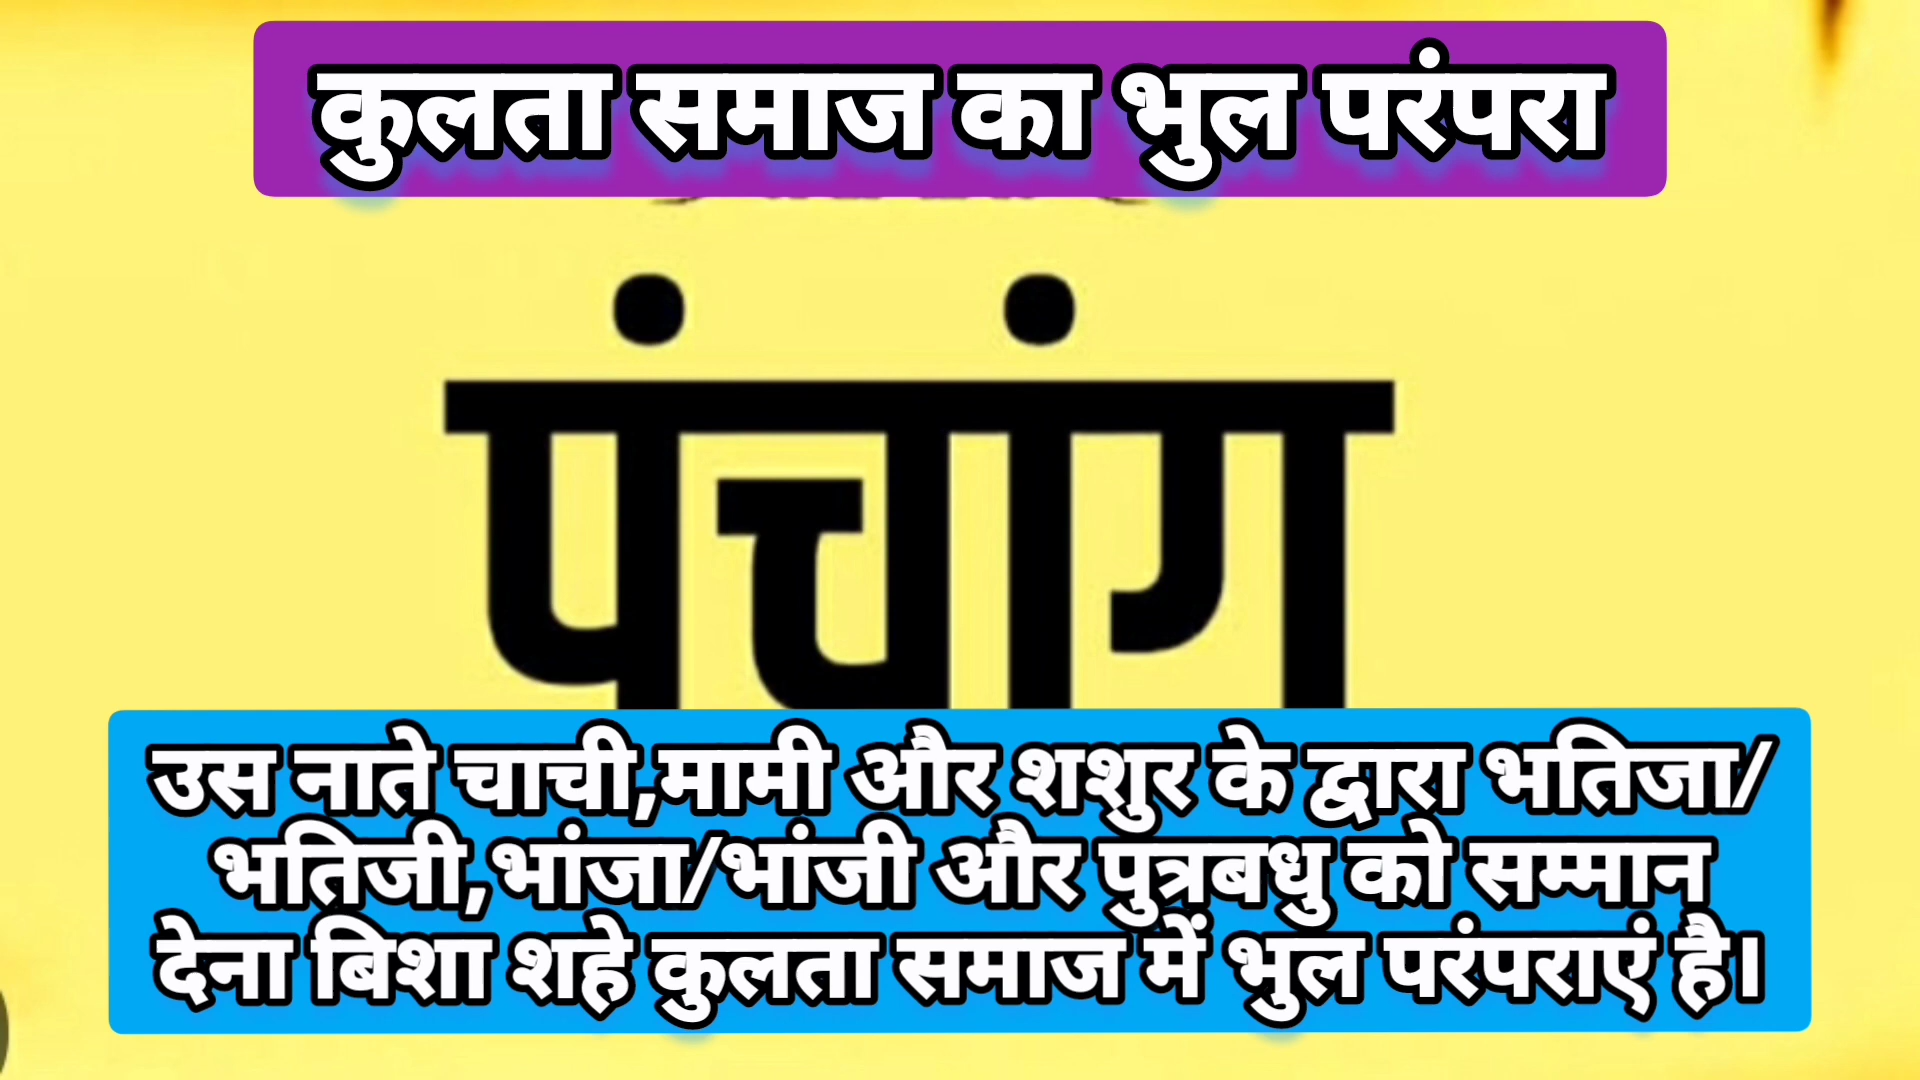 कुलता समाज का भुल परंपरा
पंचांग
उस नाते चाची,मामी और शशुर के द्वारा भतिजा/
भतिजी,भांजा/भांजी और पुत्रबधु को सम्मान
देना बिशा शहे कुलता समाज में भुल परंपराएं है।